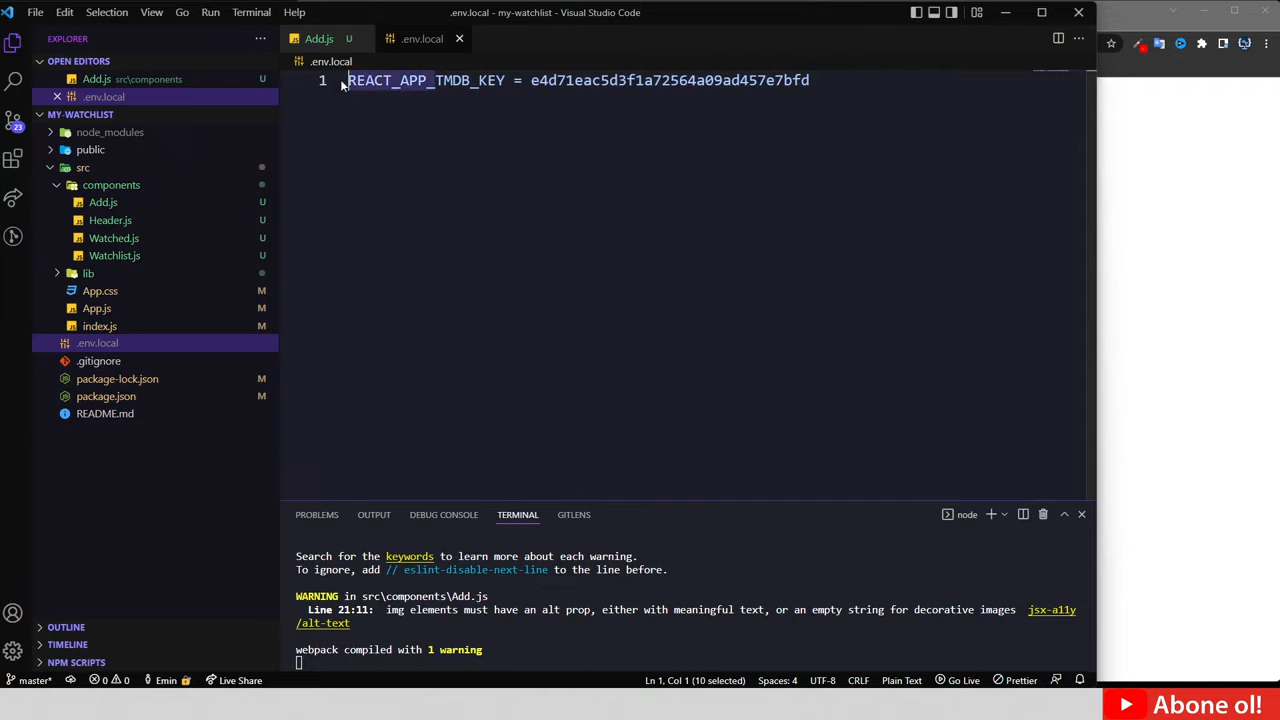 File Edit Selection View Go Run Terminal Help
.env.local - my-watchlist - Visual Studio Code
EXPLORER
OPEN EDITORS
Add.js src\components U
.env.local
MY-WATCHLIST
node_modules
public
src
components
Add.js U
Header.js U
Watched.js U
Watchlist.js U
lib
App.css M
App.js M
index.js M
.env.local
.gitignore
package-lock.json M
package.json M
README.md
OUTLINE
TIMELINE
NPM SCRIPTS
23
Add.js U .env.local
.env.local
1 REACT_APP_TMDB_KEY = e4d71eac5d3f1a72564a09ad457e7bfd
PROBLEMS OUTPUT DEBUG CONSOLE TERMINAL GITLENS
node
Search for the keywords to learn more about each warning.
To ignore, add // eslint-disable-next-line to the line before.
WARNING in src\components\Add.js
Line 21:11: img elements must have an alt prop, either with meaningful text, or an empty string for decorative images jsx-a11y
/alt-text
webpack compiled with 1 warning
master* 0 0 Emin Live Share Ln 1, Col 1 (10 selected) Spaces: 4 UTF-8 CRLF Plain Text Go Live Prettier
Abone ol!